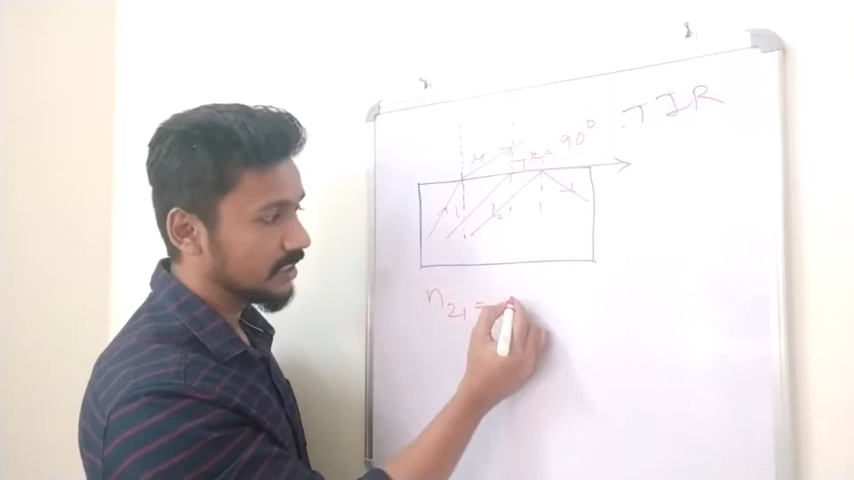 TIR
r = 90°
r
i
i
c
n21 =